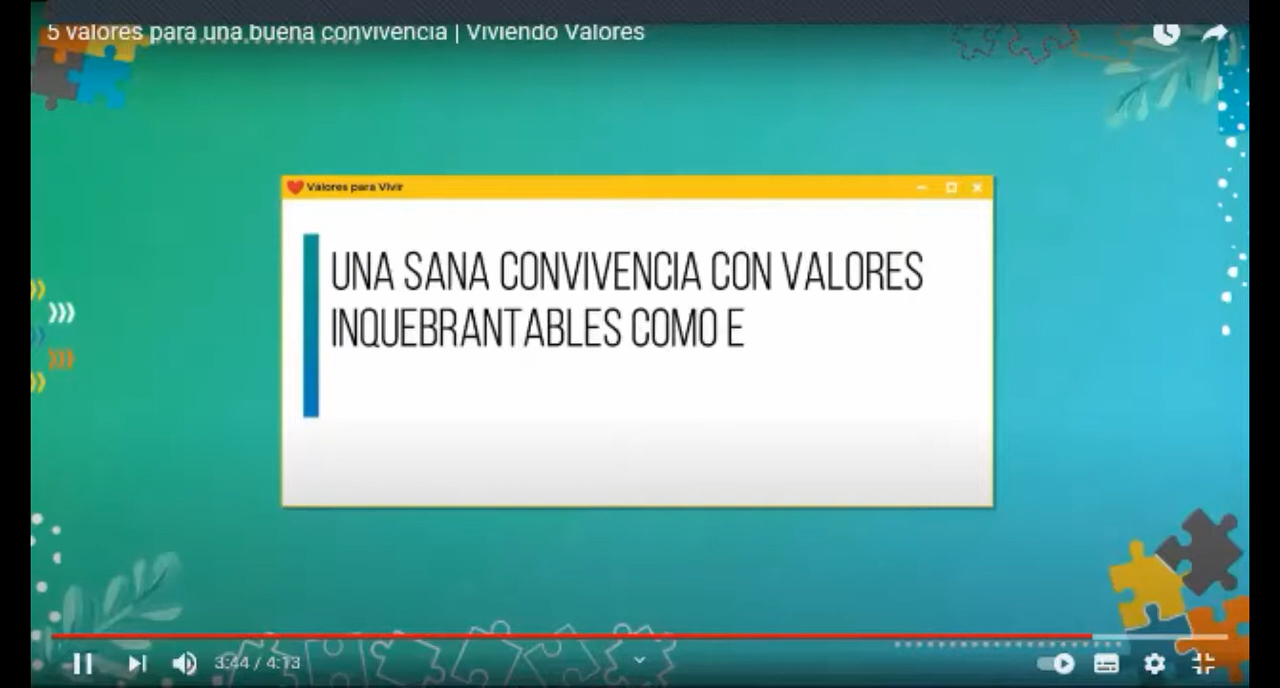 5 valores para una buena convivencia | Viviendo Valores
Valores para Vivir
UNA SANA CONVIVENCIA CON VALORES
INQUEBRANTABLES COMO E
3:44 / 4:13